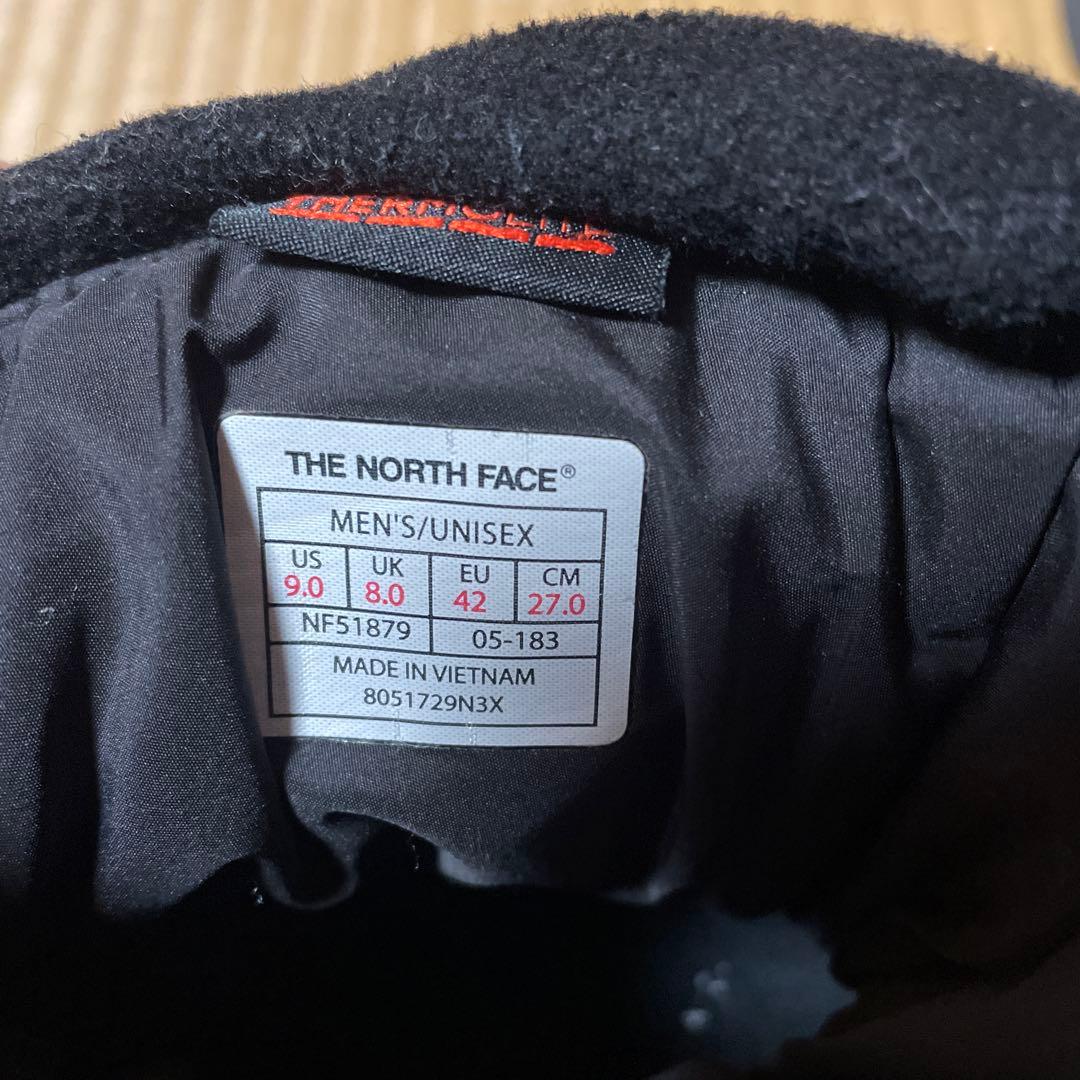 THERMOLITE
THE NORTH FACE®
MEN'S/UNISEX
US UK EU CM
9.0 8.0 42 27.0
NF51879 05-183
MADE IN VIETNAM
8051729N3X